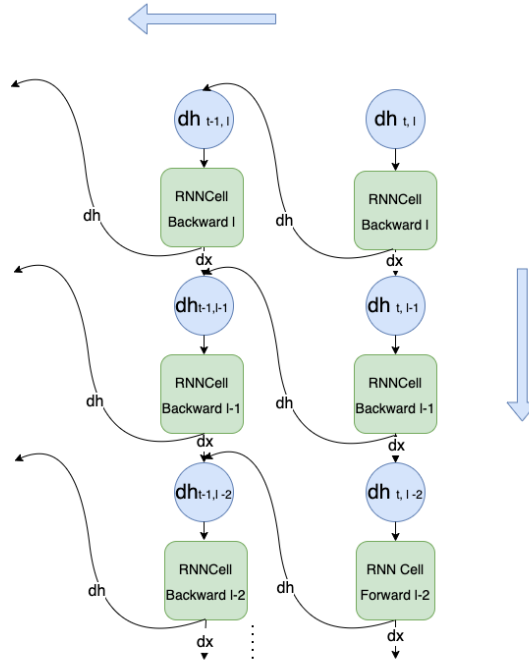 dh t-1, l
dh t, l
RNNCell
Backward l
RNNCell
Backward l
dh
dh
dx
dx
dht-1,l-1
dh t, l-1
RNNCell
Backward l-1
RNNCell
Backward l-1
dh
dh
dx
dx
dht-1,l -2
dh t, l -2
RNNCell
Backward l-2
RNN Cell
Forward l-2
dh
dh
dx
dx